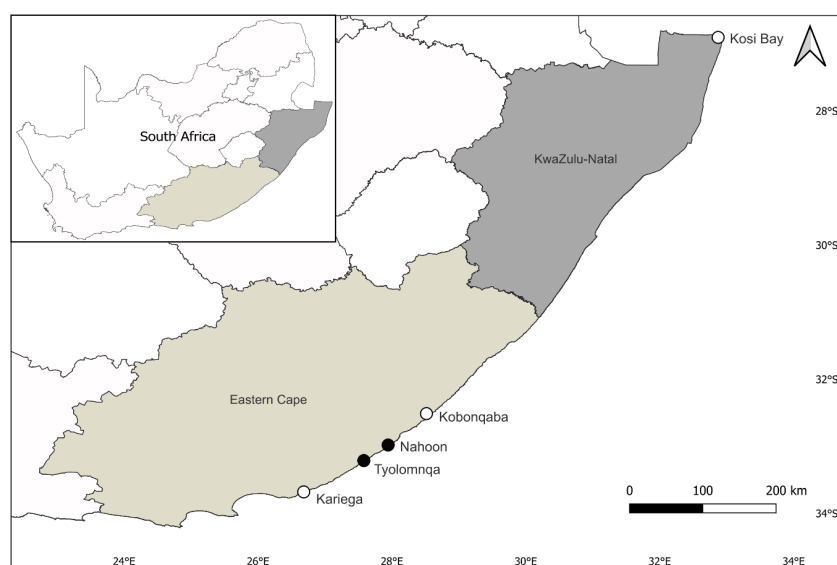 Kosi Bay
South Africa
28°S
KwaZulu-Natal
30°S
32°S
Eastern Cape
Kobonqaba
Nahoon
Tyolomnqa
Kariega
0 100 200 km
34°S
24°E 26°E 28°E 30°E 32°E 34°E